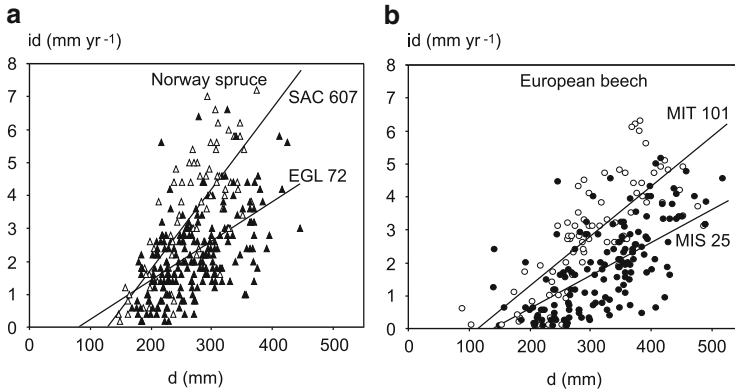 a
id (mm yr -1)
Norway spruce
SAC 607
EGL 72
8
7
6
5
4
3
2
1
0
0 100 200 300 400 500
d (mm)
b
id (mm yr-1)
European beech
MIT 101
MIS 25
8
7
6
5
4
3
2
1
0
0 100 200 300 400 500
d (mm)